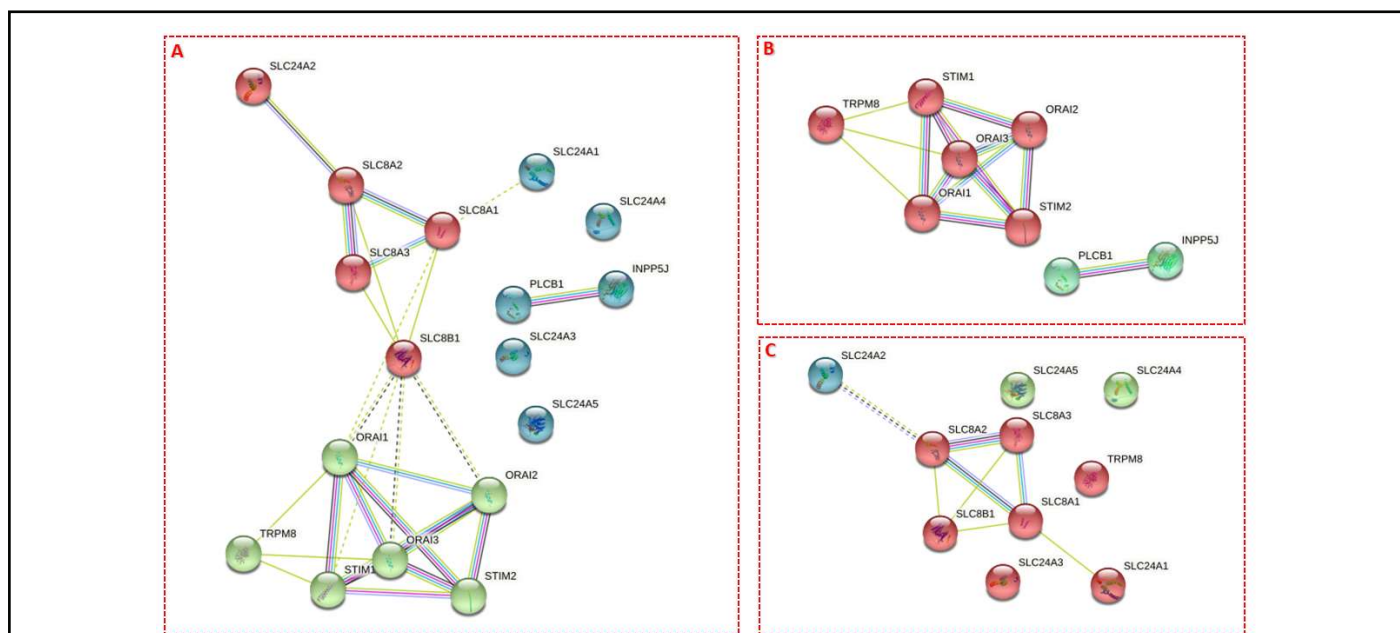 A
SLC24A2
SLC24A1
SLC8A2
SLC24A4
SLC8A1
SLC8A3
INPP5J
PLCB1
SLC8B1
SLC24A3
SLC24A5
ORAI1
ORAI2
TRPM8
ORAI3
STIM1
STIM2
B
STIM1
TRPM8
ORAI2
ORAI3
ORAI1
STIM2
INPP5J
PLCB1
C
SLC24A2
SLC24A5
SLC24A4
SLC8A3
SLC8A2
TRPM8
SLC8A1
SLC8B1
SLC24A3
SLC24A1